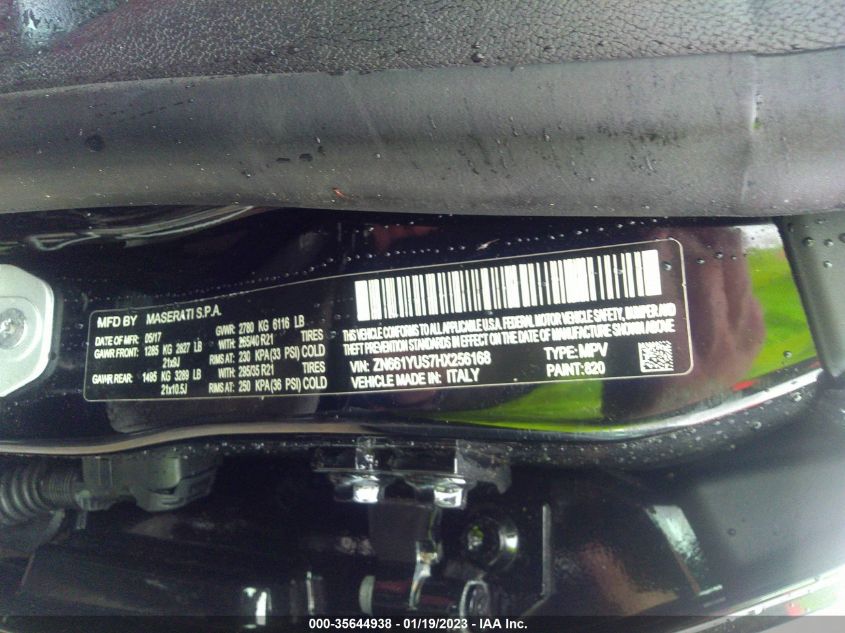 MFD BY MASERATI S.P.A.
DATE OF MFR: 05/17 GWVR: 2780 KG 6116 LB
GAWR FRONT: 1285 KG 2827 LB WITH: 265/40 R21 TIRES
21x9J RIMS AT: 230 KPA (33 PSI) COLD
GAWR REAR: 1495 KG 3289 LB WITH: 295/35 R21 TIRES
21x10.5J RIMS AT: 250 KPA (36 PSI) COLD
THIS VEHICLE CONFORMS TO ALL APPLICABLE U.S.A. FEDERAL MOTOR VEHICLE SAFETY, BUMPER, AND
THEFT PREVENTION STANDARDS IN EFFECT ON THE DATE OF MANUFACTURE SHOWN ABOVE.
VIN: ZN661YUS7HX256168 TYPE: MPV
VEHICLE MADE IN: ITALY PAINT: 820
000-35644938 - 01/19/2023 - IAA Inc.